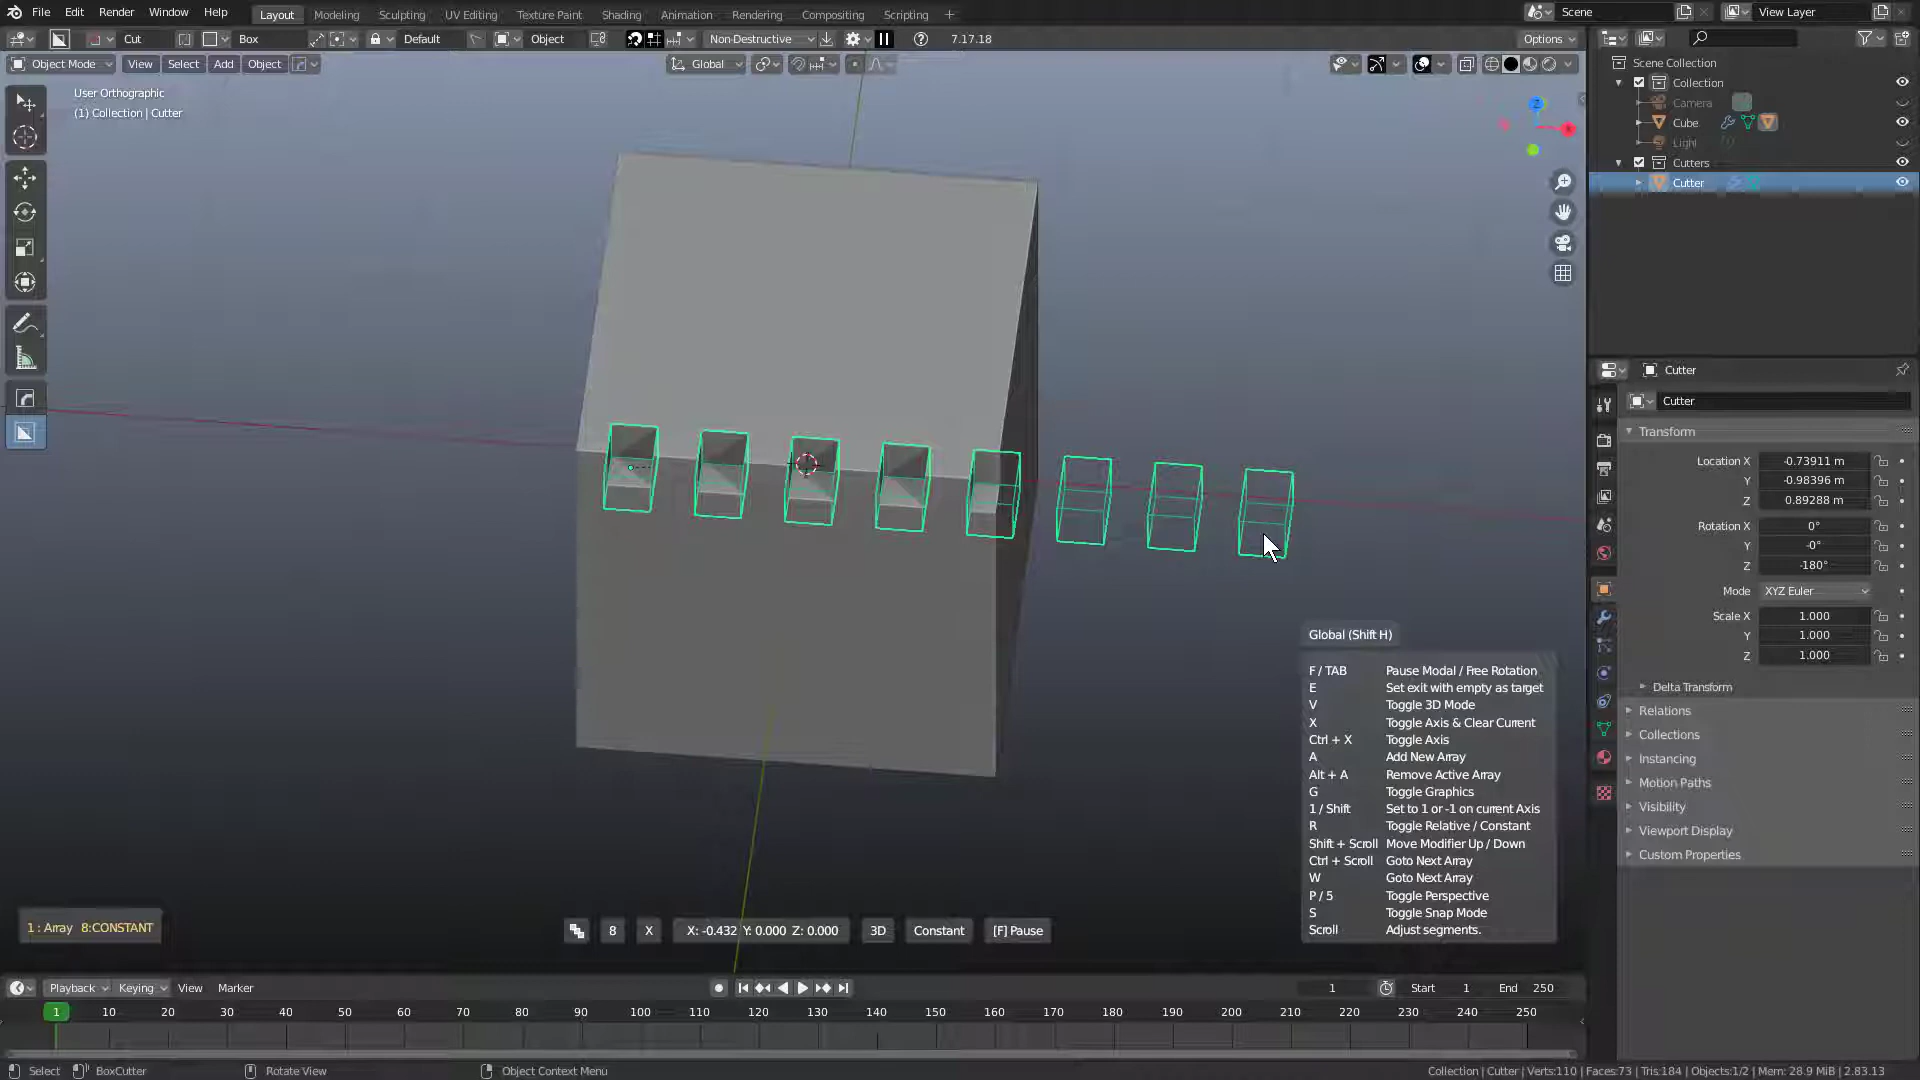 File Edit Render Window Help
Layout Modeling Sculpting UV Editing Texture Paint Shading Animation Rendering Compositing Scripting +
Scene
View Layer
Cut
Box
Default
Object
Non-Destructive
7.17.18
Options
Object Mode View Select Add Object
Global
User Orthographic
(1) Collection | Cutter
Z
Scene Collection
Collection
Camera
Cube
Light
Cutters
Cutter
Cutter
Cutter
Transform
Location X -0.73911 m
Y -0.98396 m
Z 0.89288 m
Rotation X 0°
Y -0°
Z -180°
Mode XYZ Euler
Scale X 1.000
Y 1.000
Z 1.000
Delta Transform
Relations
Collections
Instancing
Motion Paths
Visibility
Viewport Display
Custom Properties
Global (Shift H)
F / TAB Pause Modal / Free Rotation
E Set exit with empty as target
V Toggle 3D Mode
X Toggle Axis & Clear Current
Ctrl + X Toggle Axis
A Add New Array
Alt + A Remove Active Array
G Toggle Graphics
1 / Shift Set to 1 or -1 on current Axis
R Toggle Relative / Constant
Shift + Scroll Move Modifier Up / Down
Ctrl + Scroll Goto Next Array
W Goto Next Array
P / 5 Toggle Perspective
S Toggle Snap Mode
Scroll Adjust segments.
1 : Array 8:CONSTANT
8 X X: -0.432 Y: 0.000 Z: 0.000 3D Constant [F] Pause
Playback Keying View Marker
1 Start 1 End 250
1 10 20 30 40 50 60 70 80 90 100 110 120 130 140 150 160 170 180 190 200 210 220 230 240 250
Select BoxCutter Rotate View Object Context Menu
Collection | Cutter | Verts:110 | Faces:73 | Tris:184 | Objects:1/2 | Mem: 28.9 MiB | 2.83.13